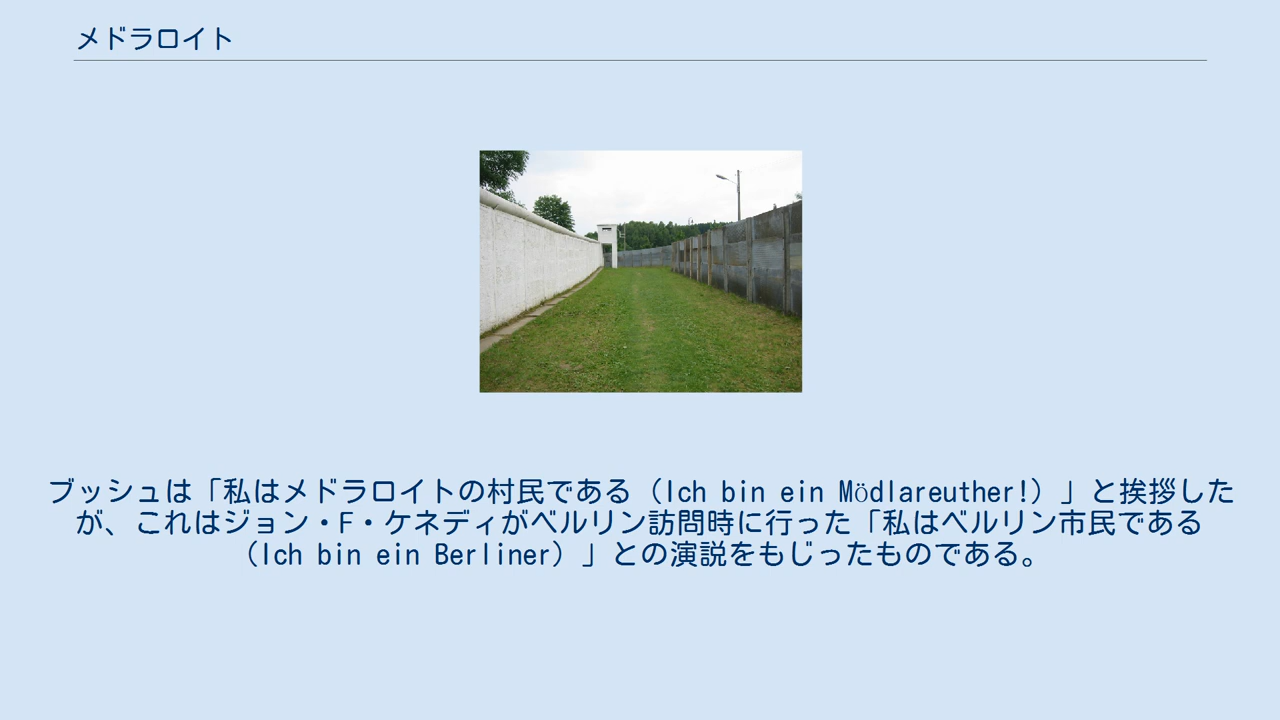 メドラロイト
ブッシュは「私はメドラロイトの村民である（Ich bin ein Mödlareuther!）」と挨拶した
が、これはジョン・F・ケネディがベルリン訪問時に行った「私はベルリン市民である
（Ich bin ein Berliner）」との演説をもじったものである。